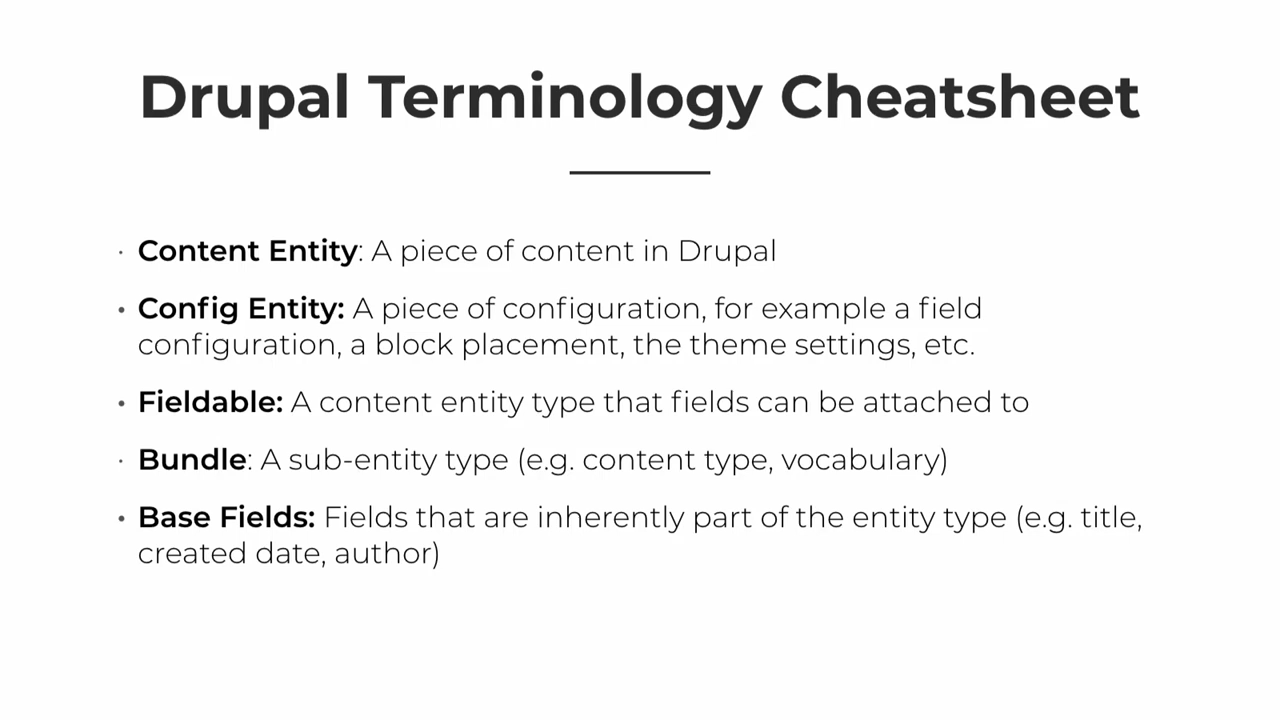 Drupal Terminology Cheatsheet
· Content Entity: A piece of content in Drupal
• Config Entity: A piece of configuration, for example a field
configuration, a block placement, the theme settings, etc.
• Fieldable: A content entity type that fields can be attached to
· Bundle: A sub-entity type (e.g. content type, vocabulary)
• Base Fields: Fields that are inherently part of the entity type (e.g. title,
created date, author)